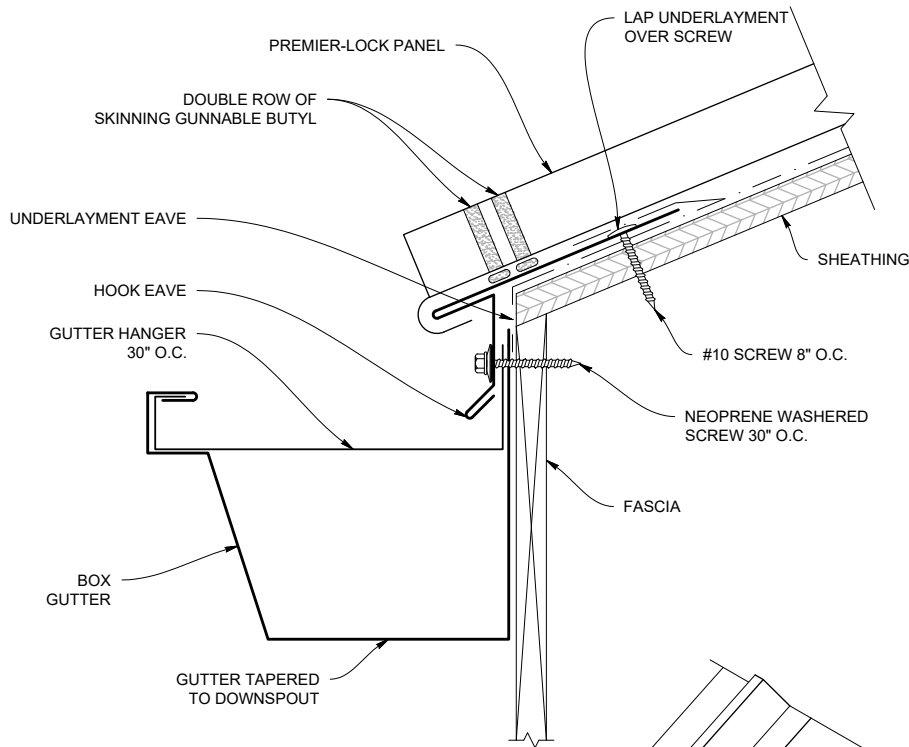 LAP UNDERLAYMENT
OVER SCREW
PREMIER-LOCK PANEL
DOUBLE ROW OF
SKINNING GUNNABLE BUTYL
UNDERLAYMENT EAVE
SHEATHING
HOOK EAVE
GUTTER HANGER
30" O.C.
#10 SCREW 8" O.C.
NEOPRENE WASHERED
SCREW 30" O.C.
FASCIA
BOX
GUTTER
GUTTER TAPERED
TO DOWNSPOUT